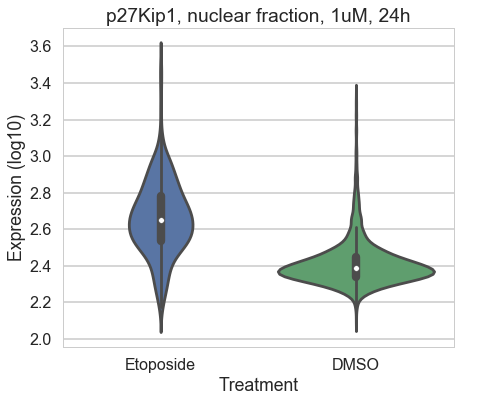 p27Kip1, nuclear fraction, 1uM, 24h
Expression (log10)
3.6
3.4
3.2
3.0
2.8
2.6
2.4
2.2
2.0
Etoposide DMSO
Treatment